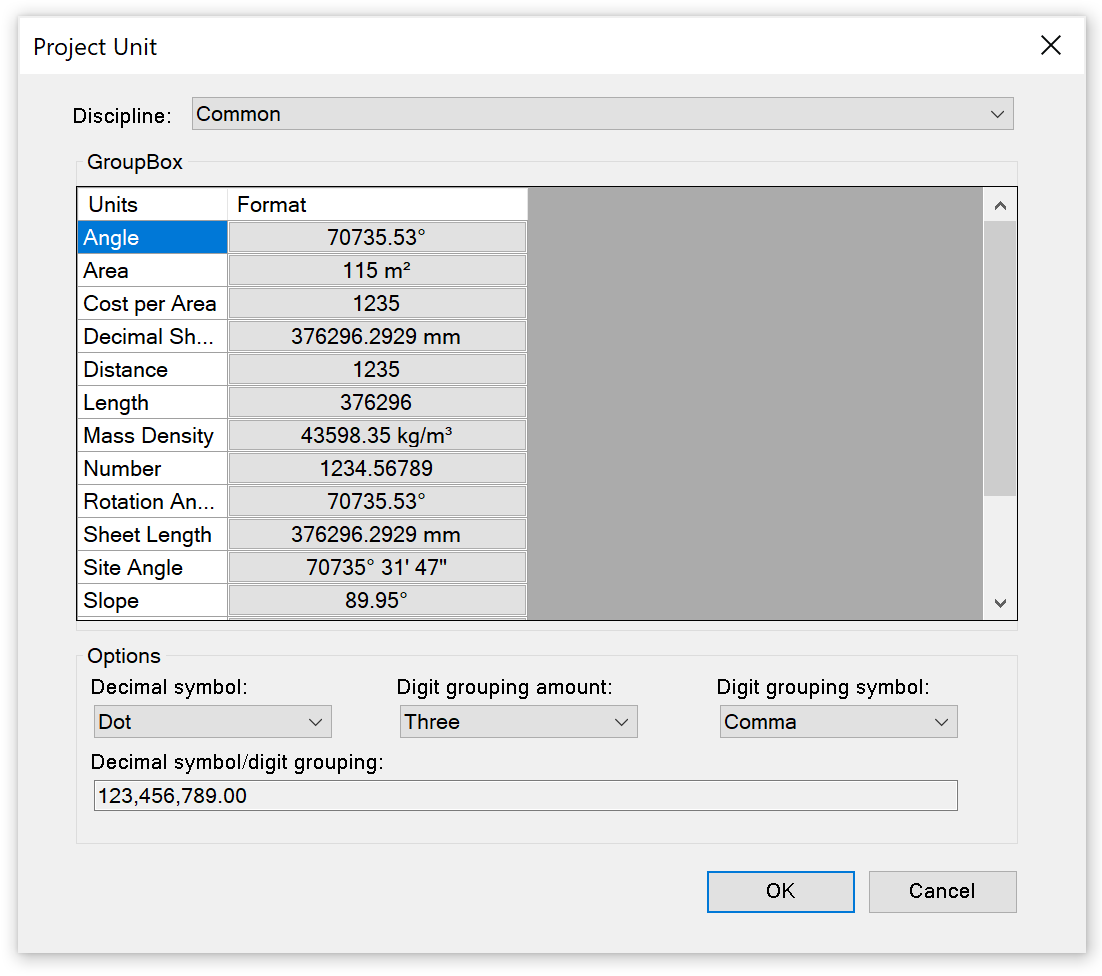 Project Unit
Discipline: Common
GroupBox
Units Format
Angle 70735.53°
Area 115 m²
Cost per Area 1235
Decimal Sh... 376296.2929 mm
Distance 1235
Length 376296
Mass Density 43598.35 kg/m³
Number 1234.56789
Rotation An... 70735.53°
Sheet Length 376296.2929 mm
Site Angle 70735° 31' 47"
Slope 89.95°
Options
Decimal symbol: Digit grouping amount: Digit grouping symbol:
Dot Three Comma
Decimal symbol/digit grouping:
123,456,789.00
OK Cancel